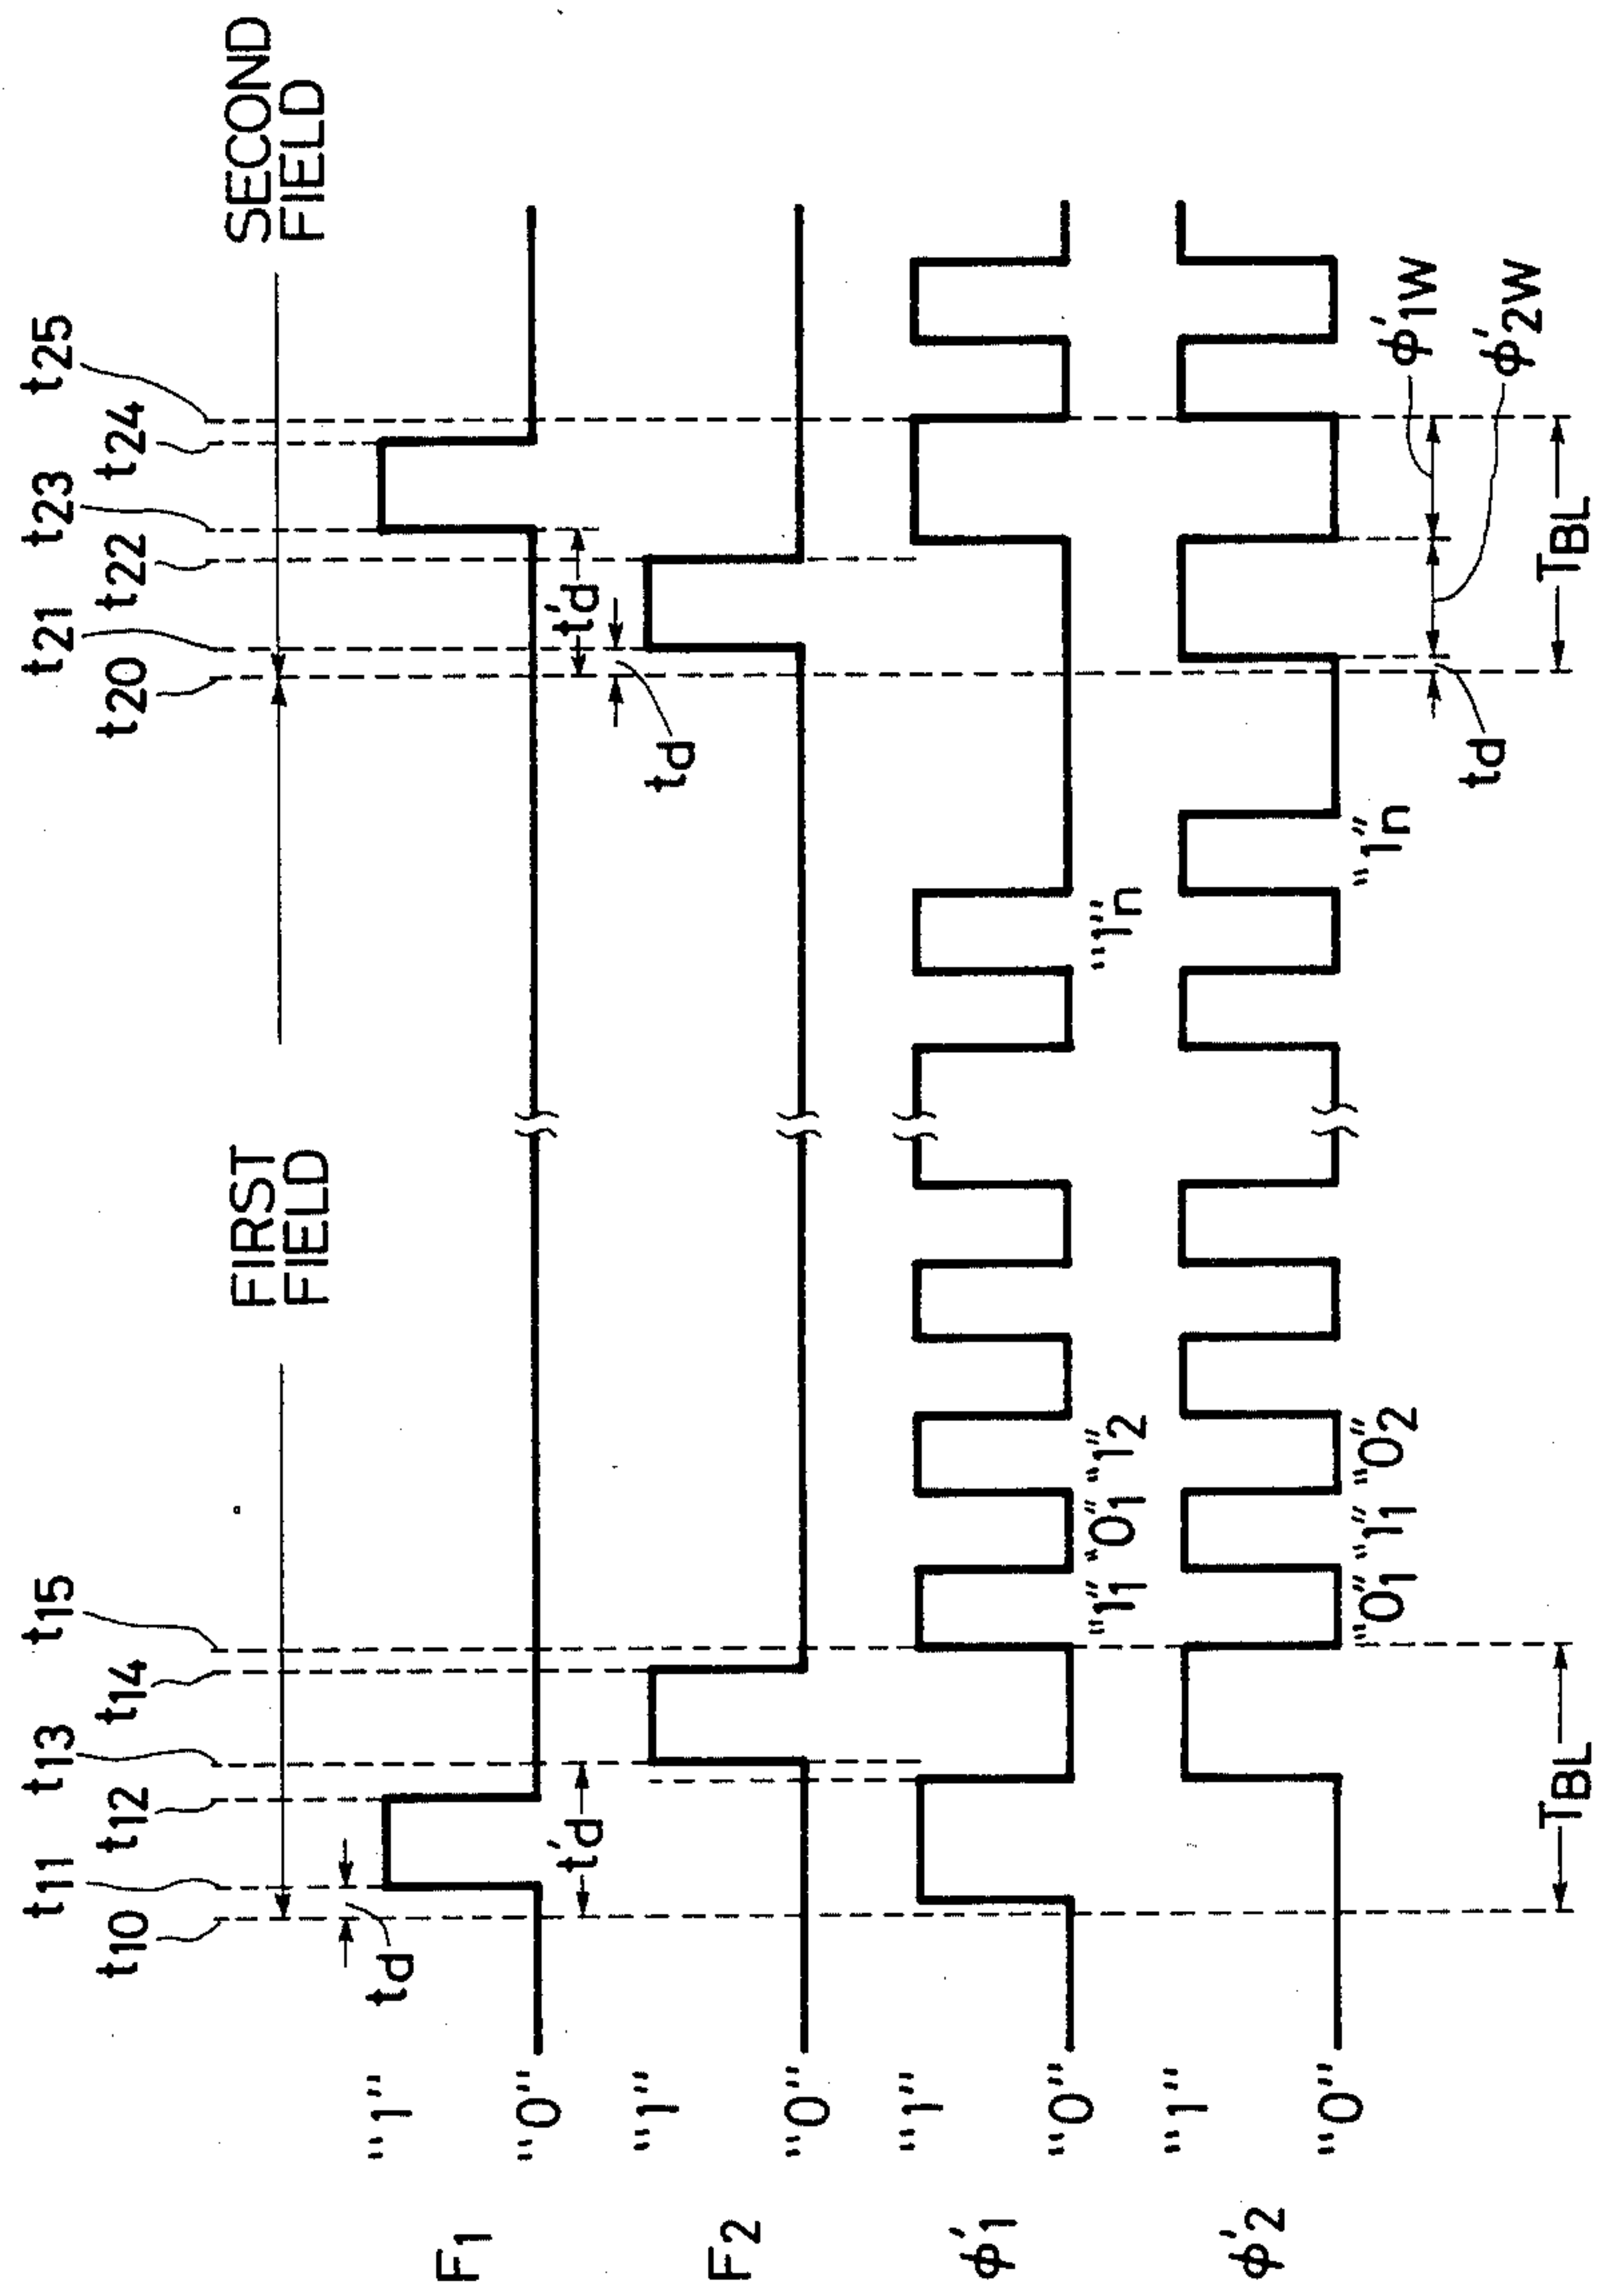 t10 t11 t12 t13 t14 t15 t20 t21 t22 t23 t24 t25
FIRST FIELD
SECOND FIELD
td
F1 "1" "0"
t'd
t'd
td
F2 "1" "0"
φ'1 "1" "0"
"1"1 "0"1 "1"2
"1"n
φ'2 "1" "0"
"0"1 "1"1 "0"2
"1"n
φ'1W
td
φ'2W
TBL
TBL